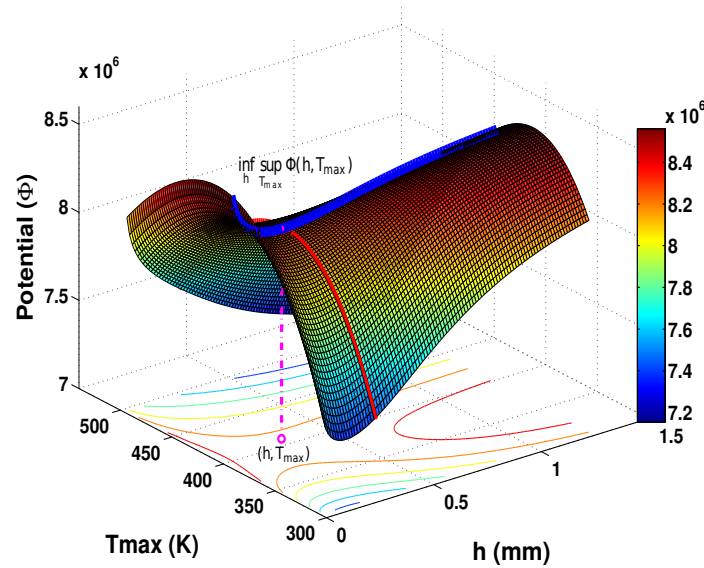 x 10^6
8.5
8
7.5
7
Potential (Φ)
inf sup Φ(h,T_max)
h T_max
(h,T_max)
500
450
400
350
300
Tmax (K)
0
0.5
1
1.5
h (mm)
x 10^6
8.4
8.2
8
7.8
7.6
7.4
7.2